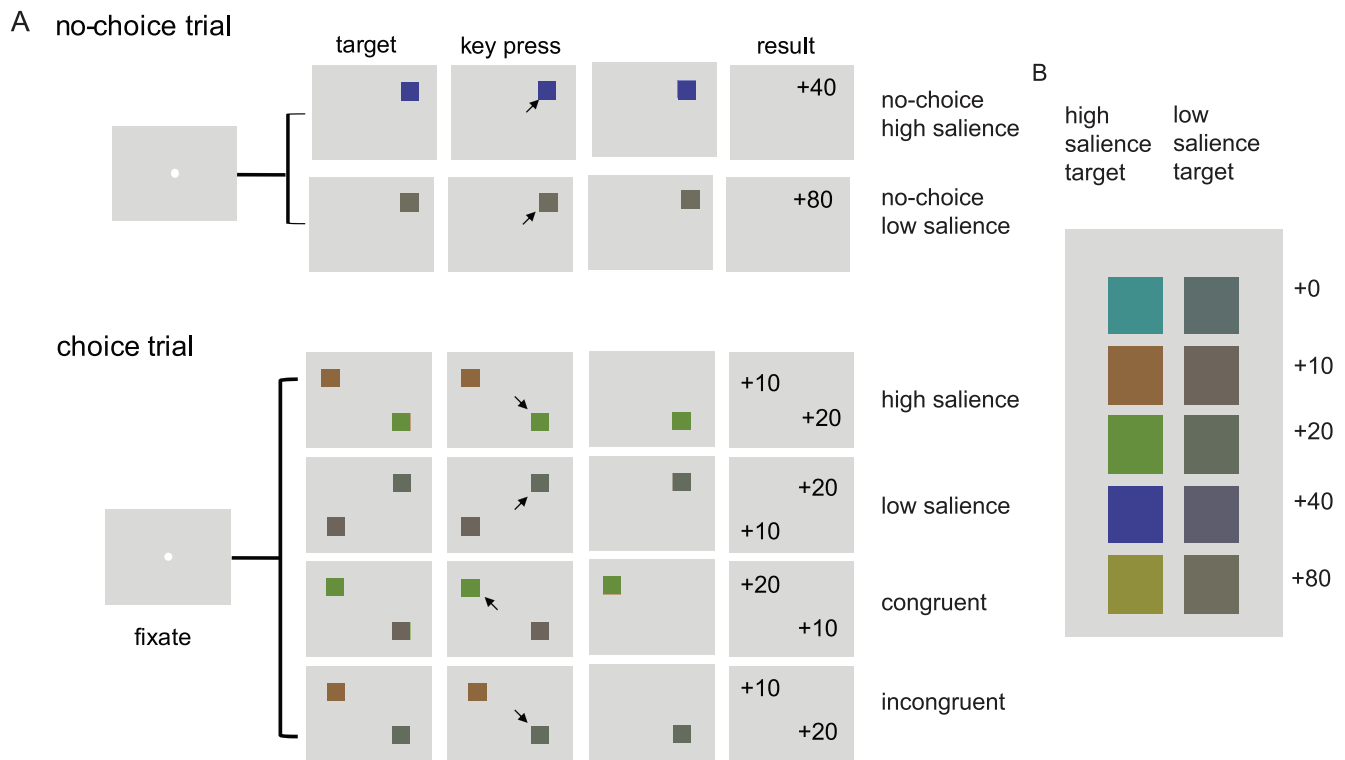 A
no-choice trial
target
key press
result
+40
no-choice
high salience
+80
no-choice
low salience
choice trial
+10
+20
high salience
+20
+10
low salience
+20
+10
congruent
+10
+20
incongruent
fixate
B
high
salience
target
low
salience
target
+0
+10
+20
+40
+80